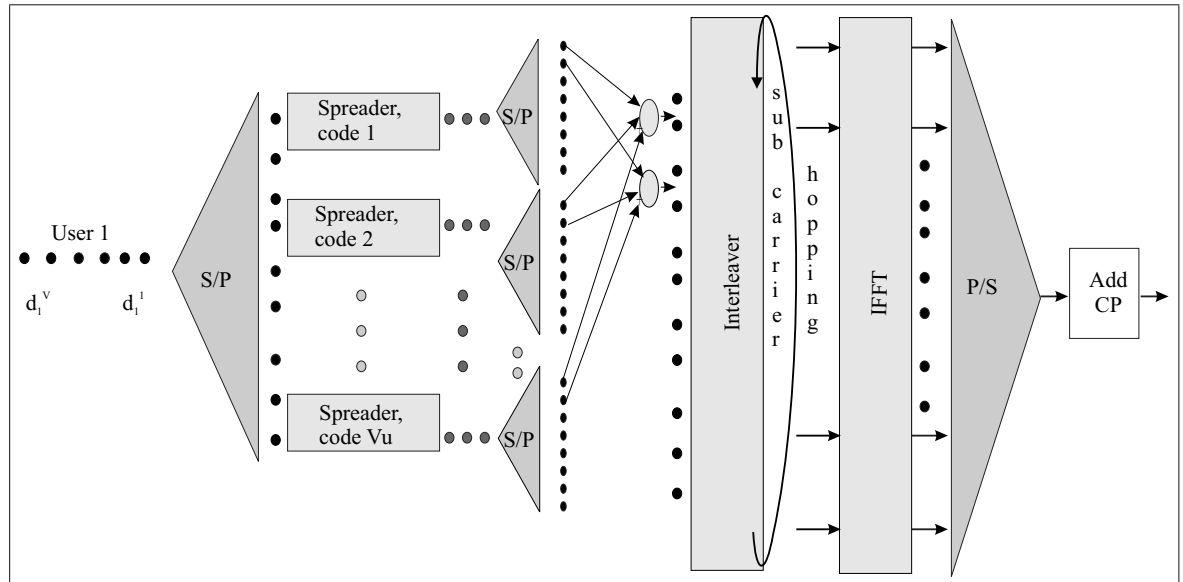 User 1
d₁ⱽ
d₁¹
S/P
Spreader,
code 1
Spreader,
code 2
Spreader,
code Vu
S/P
S/P
S/P
Interleaver
sub carrier
hopping
IFFT
P/S
Add
CP